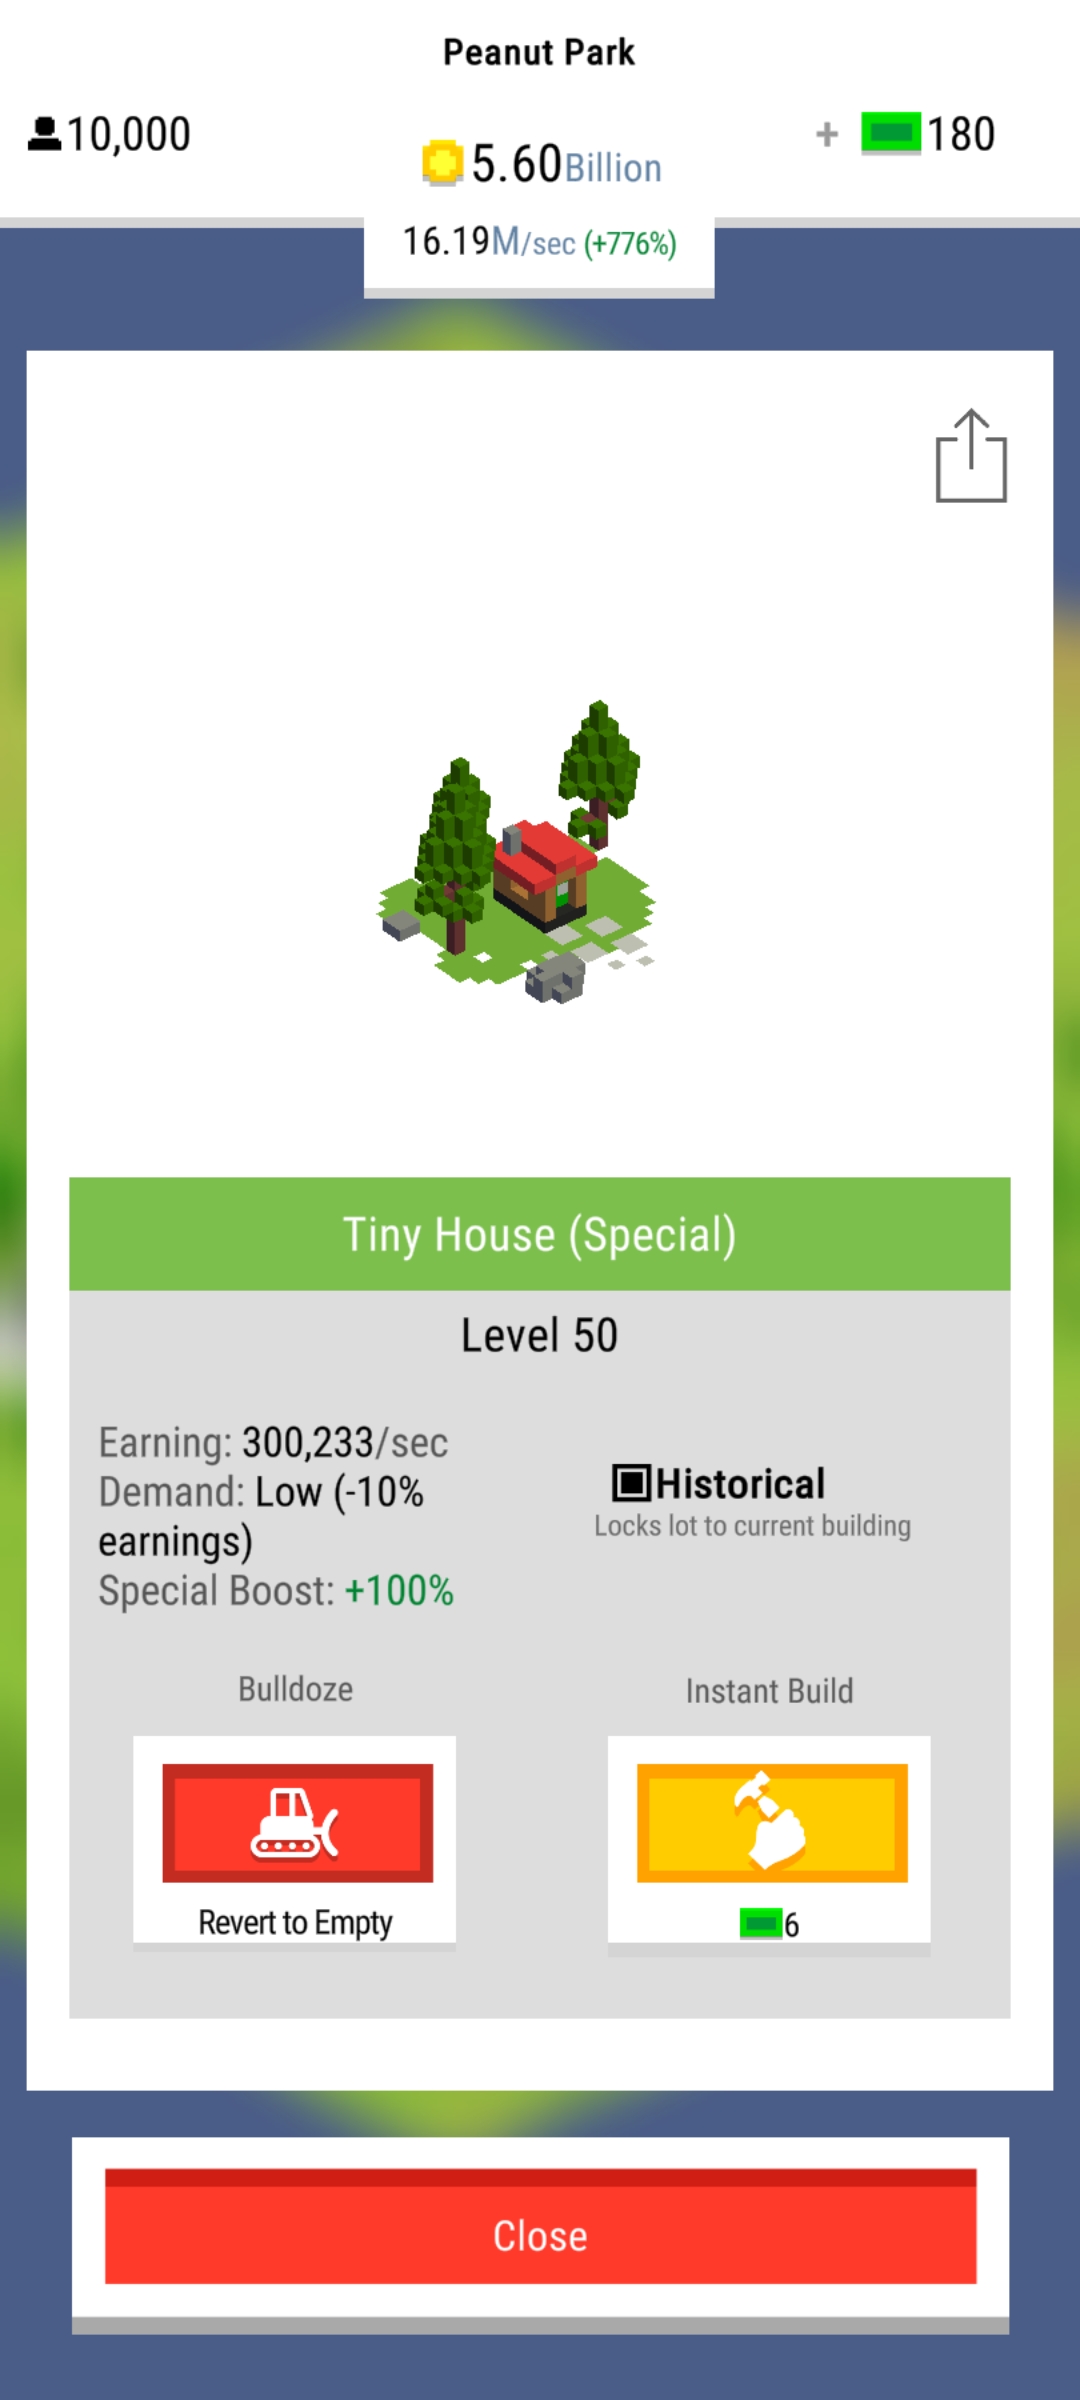 Peanut Park
10,000
5.60Billion
+ 180
16.19M/sec (+776%)
Tiny House (Special)
Level 50
Earning: 300,233/sec
Demand: Low (-10%
earnings)
Special Boost: +100%
Historical
Locks lot to current building
Bulldoze
Revert to Empty
Instant Build
6
Close